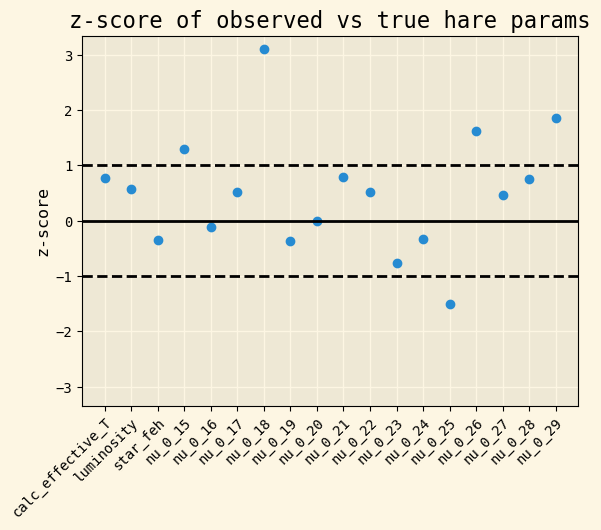 z-score of observed vs true hare params
z-score
3
2
1
0
−1
−2
−3
calc_effective_T
luminosity
star_feh
nu_0_15
nu_0_16
nu_0_17
nu_0_18
nu_0_19
nu_0_20
nu_0_21
nu_0_22
nu_0_23
nu_0_24
nu_0_25
nu_0_26
nu_0_27
nu_0_28
nu_0_29